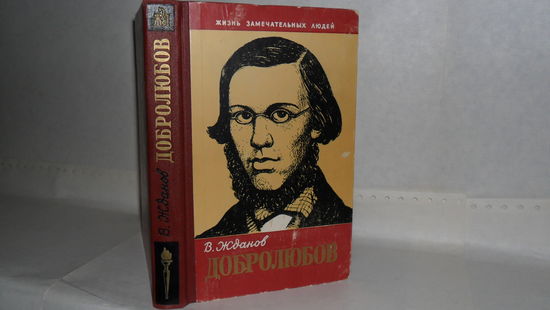 ЖИЗНЬ ЗАМЕЧАТЕЛЬНЫХ ЛЮДЕЙ
В. Жданов
ДОБРОЛЮБОВ
В. Жданов ДОБРОЛЮБОВ